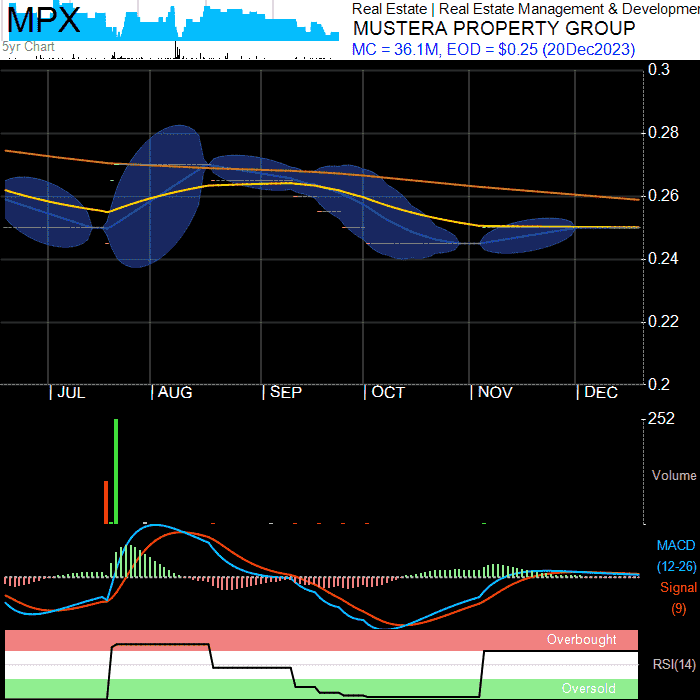 MPX
5yr Chart
Real Estate | Real Estate Management & Developmen
MUSTERA PROPERTY GROUP
MC = 36.1M, EOD = $0.25 (20Dec2023)
0.3
0.28
0.26
0.24
0.22
0.2
JUL AUG SEP OCT NOV DEC
252
Volume
MACD
(12-26)
Signal
(9)
Overbought
RSI(14)
Oversold